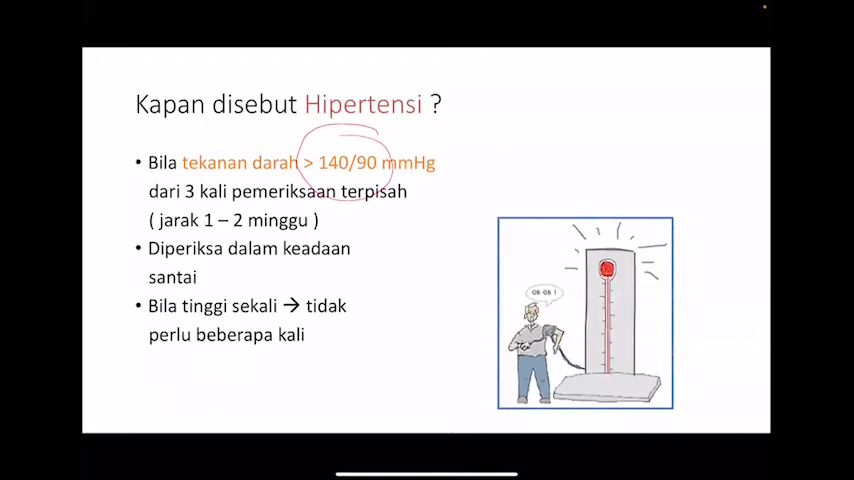 Kapan disebut Hipertensi ?
• Bila tekanan darah > 140/90 mmHg
dari 3 kali pemeriksaan terpisah
( jarak 1 – 2 minggu )
• Diperiksa dalam keadaan
santai
• Bila tinggi sekali → tidak
perlu beberapa kali
Oh Oh !